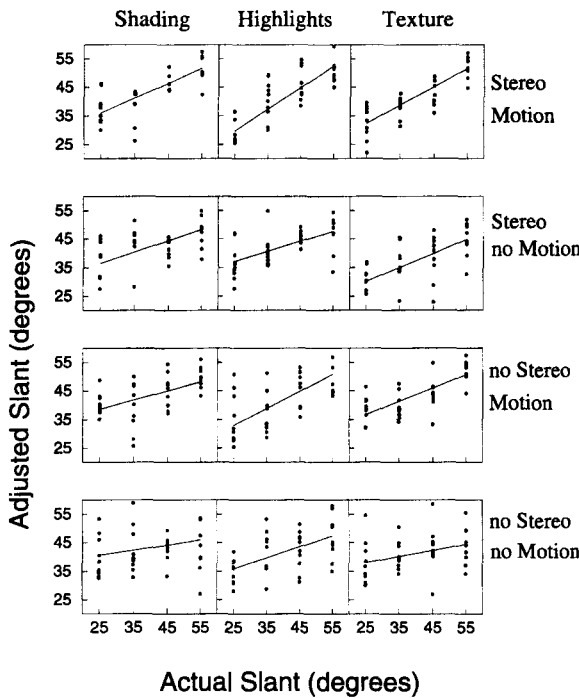 Shading Highlights Texture
55
45
35
25
Stereo
Motion
55
45
35
25
Stereo
no Motion
55
45
35
25
no Stereo
Motion
55
45
35
25
no Stereo
no Motion
25 35 45 55 25 35 45 55 25 35 45 55
Adjusted Slant (degrees)
Actual Slant (degrees)